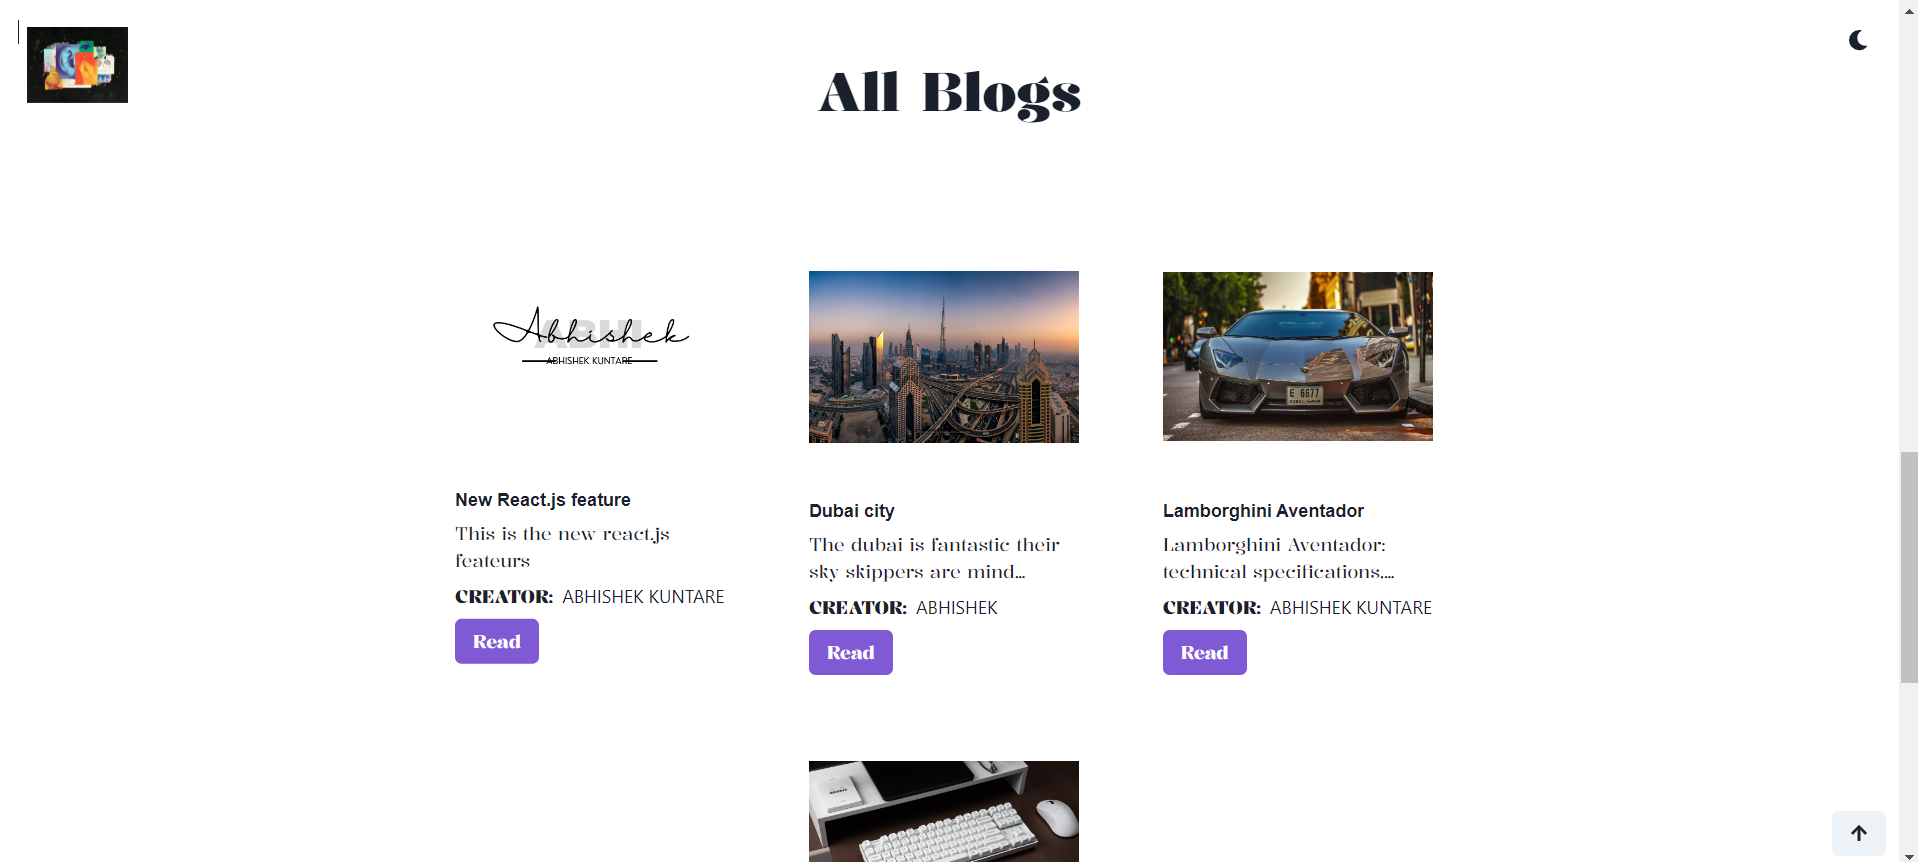 All Blogs
Abhishek
ABHI
ABHISHEK KUNTARE
E 6677
New React.js feature
This is the new react.js
feateurs
CREATOR: ABHISHEK KUNTARE
Read
Dubai city
The dubai is fantastic their
sky skippers are mind...
CREATOR: ABHISHEK
Read
Lamborghini Aventador
Lamborghini Aventador:
technical specifications,...
CREATOR: ABHISHEK KUNTARE
Read